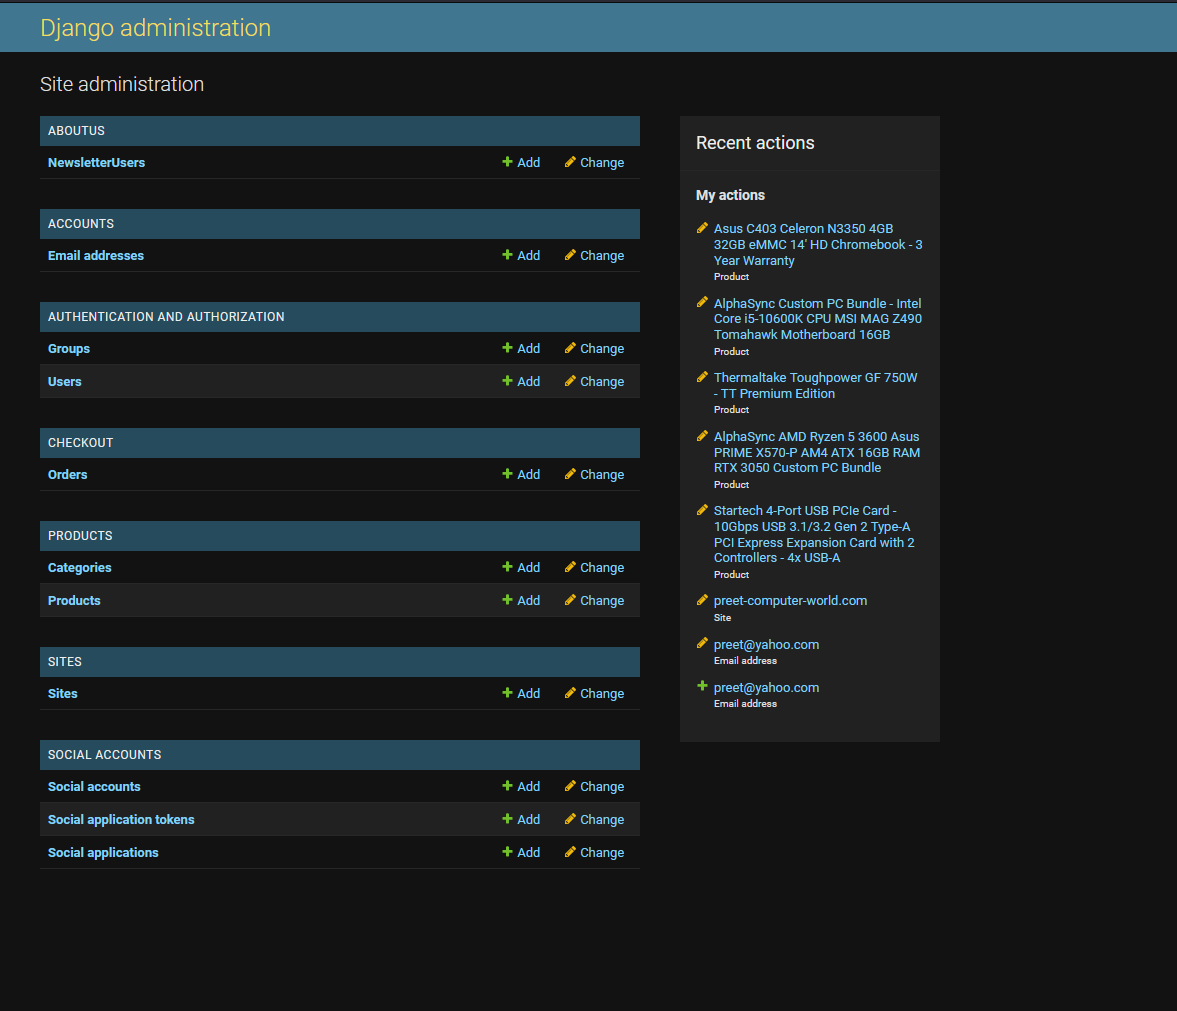 Django administration
Site administration
ABOUTUS
NewsletterUsers Add Change
ACCOUNTS
Email addresses Add Change
AUTHENTICATION AND AUTHORIZATION
Groups Add Change
Users Add Change
CHECKOUT
Orders Add Change
PRODUCTS
Categories Add Change
Products Add Change
SITES
Sites Add Change
SOCIAL ACCOUNTS
Social accounts Add Change
Social application tokens Add Change
Social applications Add Change
Recent actions
My actions
Asus C403 Celeron N3350 4GB
32GB eMMC 14' HD Chromebook - 3
Year Warranty
Product
AlphaSync Custom PC Bundle - Intel
Core i5-10600K CPU MSI MAG Z490
Tomahawk Motherboard 16GB
Product
Thermaltake Toughpower GF 750W
- TT Premium Edition
Product
AlphaSync AMD Ryzen 5 3600 Asus
PRIME X570-P AM4 ATX 16GB RAM
RTX 3050 Custom PC Bundle
Product
Startech 4-Port USB PCIe Card -
10Gbps USB 3.1/3.2 Gen 2 Type-A
PCI Express Expansion Card with 2
Controllers - 4x USB-A
Product
preet-computer-world.com
Site
preet@yahoo.com
Email address
preet@yahoo.com
Email address